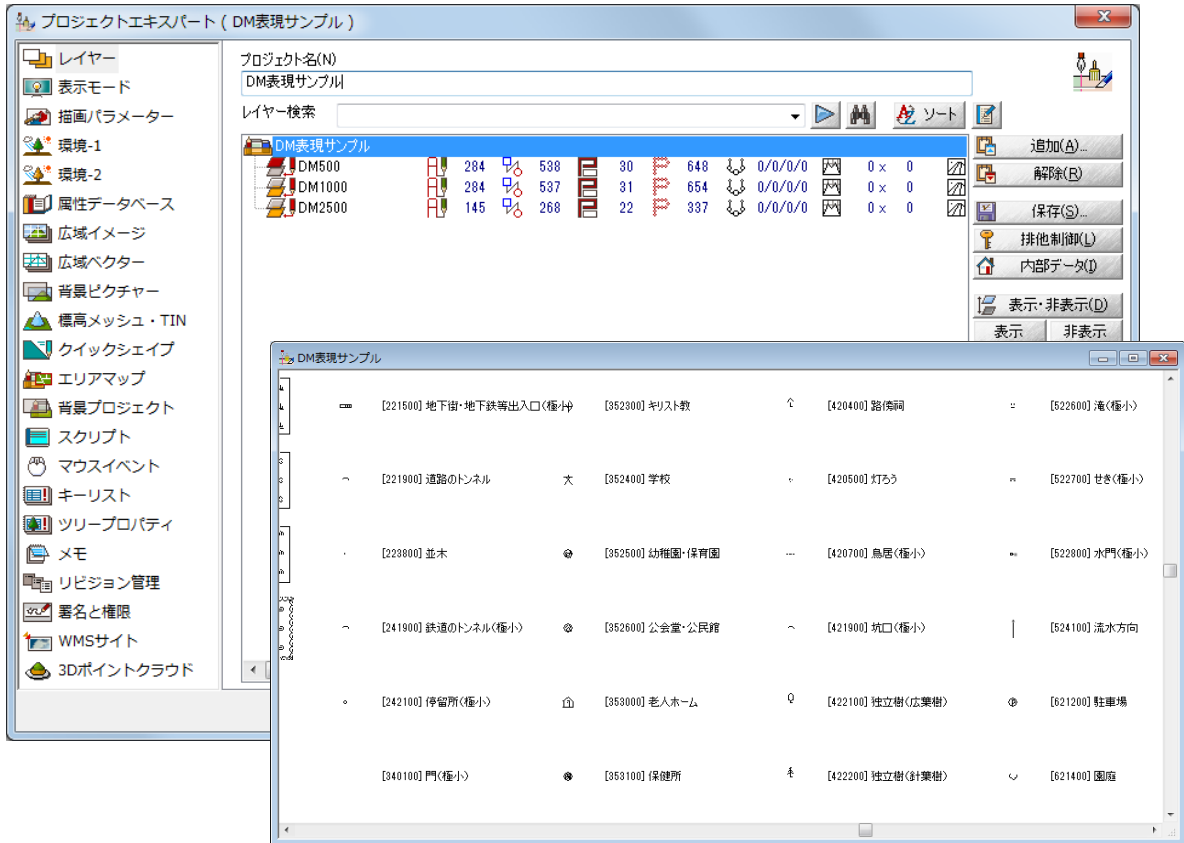 プロジェクトエキスパート ( DM表現サンプル )
レイヤー
表示モード
描画パラメーター
環境-1
環境-2
属性データベース
広域イメージ
広域ベクター
背景ピクチャー
標高メッシュ・TIN
クイックシェイプ
エリアマップ
背景プロジェクト
スクリプト
マウスイベント
キーリスト
ツリープロパティ
メモ
リビジョン管理
署名と権限
WMSサイト
3Dポイントクラウド
プロジェクト名(N)
DM表現サンプル
レイヤー検索
ソート
DM表現サンプル
DM500 284 538 30 648 0/0/0/0 0 x 0
DM1000 284 537 31 654 0/0/0/0 0 x 0
DM2500 145 268 22 337 0/0/0/0 0 x 0
追加(A)...
解除(R)
保存(S)...
排他制御(L)
内部データ(I)
表示・非表示(D)
表示 非表示
DM表現サンプル
[221500] 地下街・地下鉄等出入口(極小) [352300] キリスト教 [420400] 路傍祠 [522600] 滝(極小)
[221900] 道路のトンネル [352400] 学校 [420500] 灯ろう [522700] せき(極小)
[223800] 並木 [352500] 幼稚園・保育園 [420700] 鳥居(極小) [522800] 水門(極小)
[241900] 鉄道のトンネル(極小) [352600] 公会堂・公民館 [421900] 坑口(極小) [524100] 流水方向
[242100] 停留所(極小) [353000] 老人ホーム [422100] 独立樹(広葉樹) [621200] 駐車場
[340100] 門(極小) [353100] 保健所 [422200] 独立樹(針葉樹) [621400] 園庭